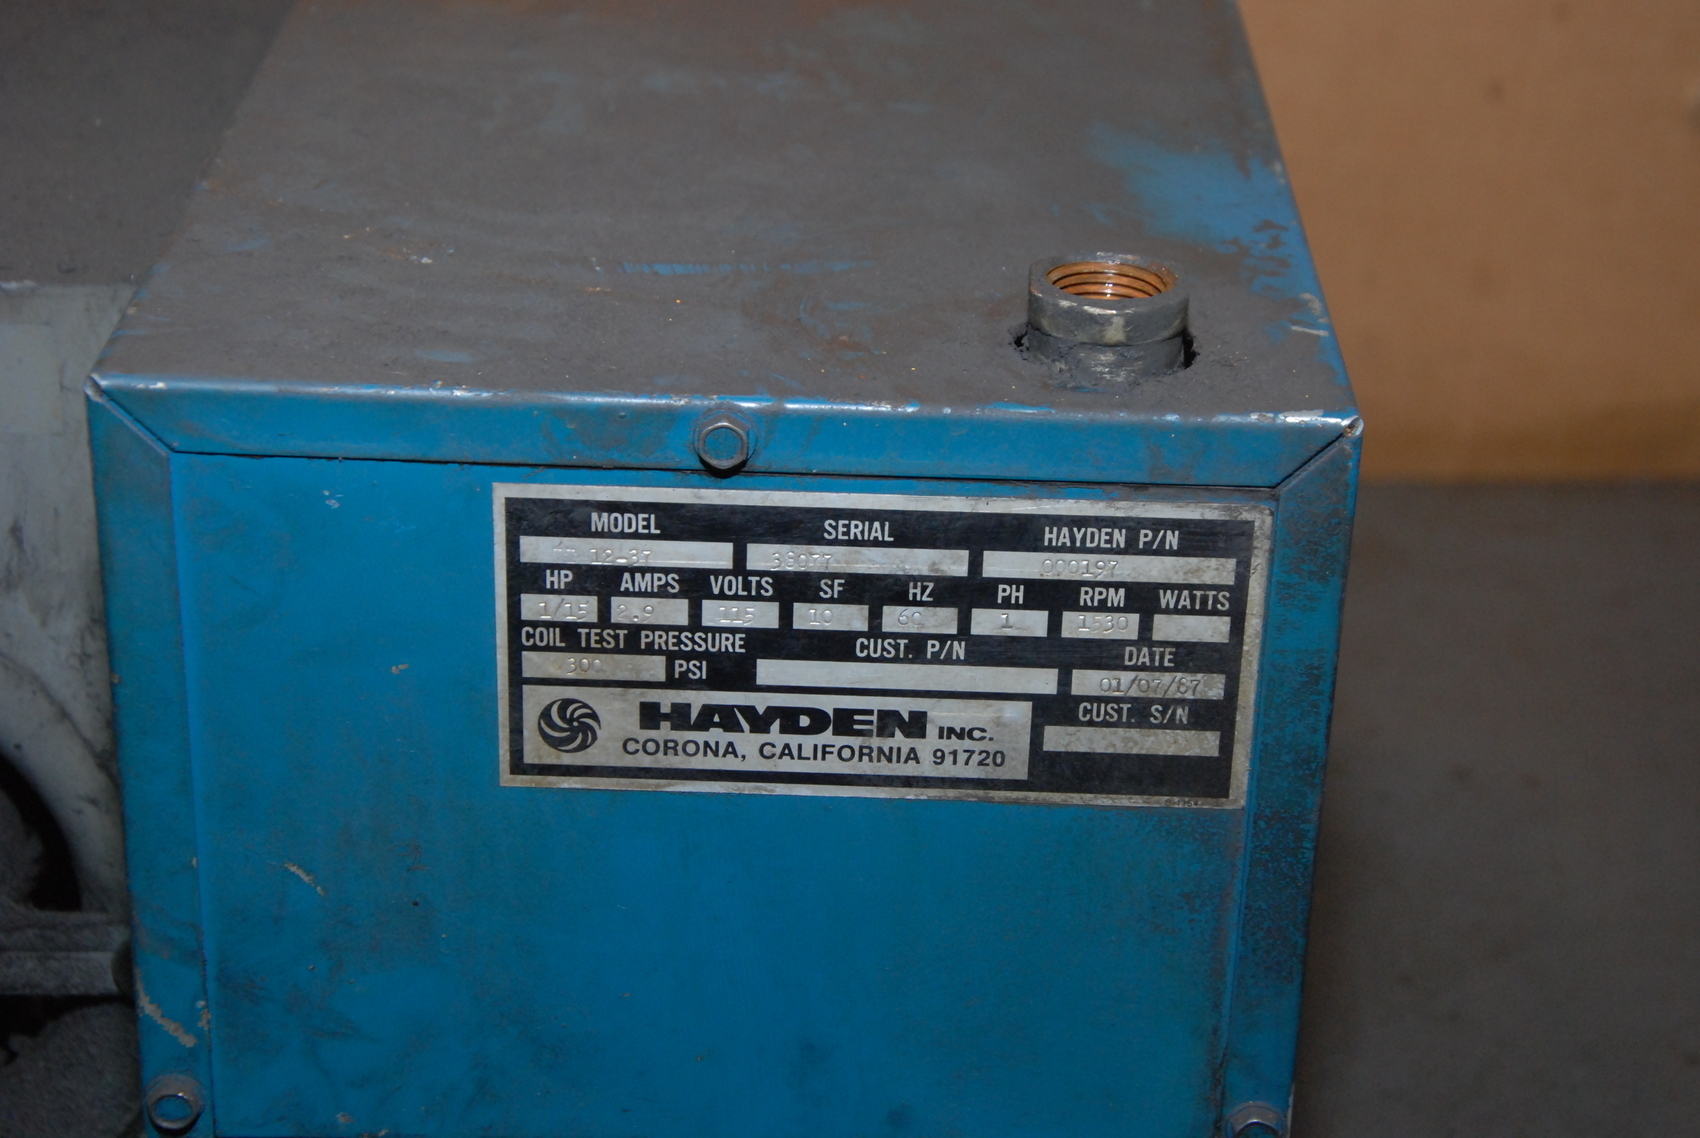 MODEL SERIAL HAYDEN P/N
12-37 38077 000197
HP AMPS VOLTS SF HZ PH RPM WATTS
1/15 2.9 115 10 60 1 1530
COIL TEST PRESSURE CUST. P/N DATE
300 PSI 01/07/87
CUST. S/N
HAYDEN INC.
CORONA, CALIFORNIA 91720